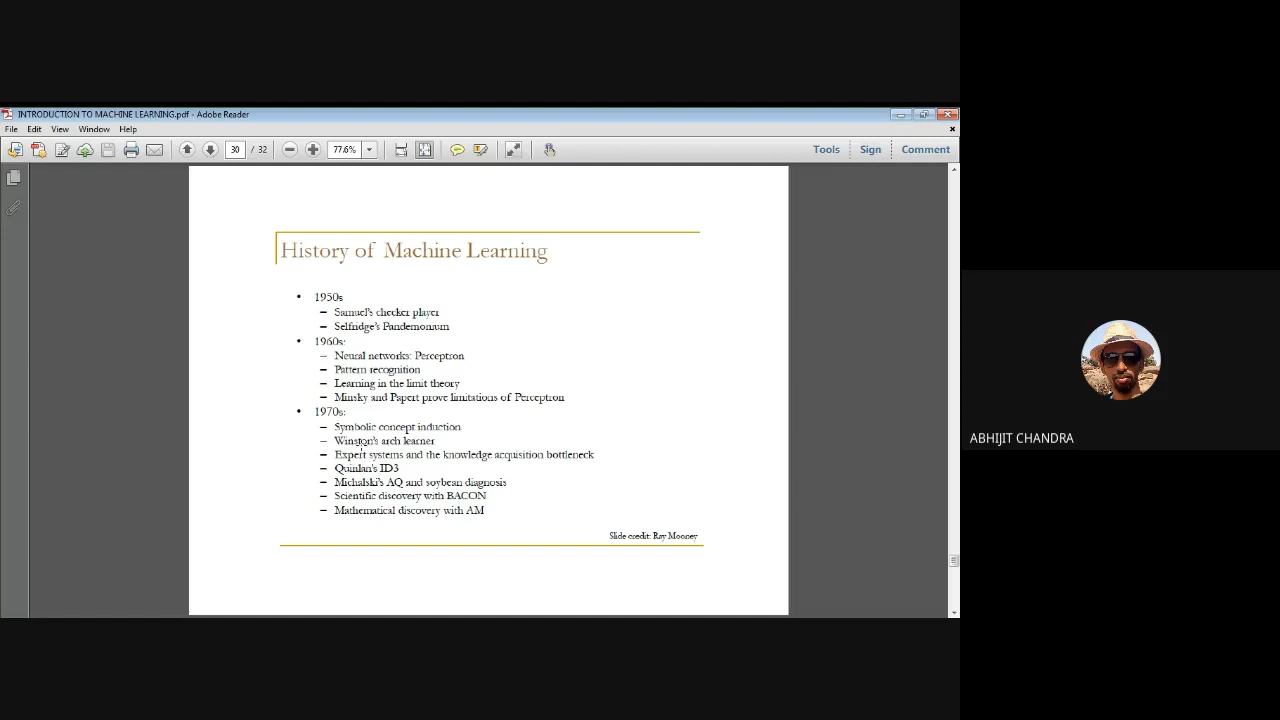 INTRODUCTION TO MACHINE LEARNING.pdf - Adobe Reader
File Edit View Window Help
30 / 32 77.6% Tools Sign Comment
History of Machine Learning
• 1950s
– Samuel's checker player
– Selfridge's Pandemonium
• 1960s:
– Neural networks: Perceptron
– Pattern recognition
– Learning in the limit theory
– Minsky and Papert prove limitations of Perceptron
• 1970s:
– Symbolic concept induction
– Winston's arch learner
– Expert systems and the knowledge acquisition bottleneck
– Quinlan's ID3
– Michalski's AQ and soybean diagnosis
– Scientific discovery with BACON
– Mathematical discovery with AM
Slide credit: Ray Mooney
ABHIJIT CHANDRA